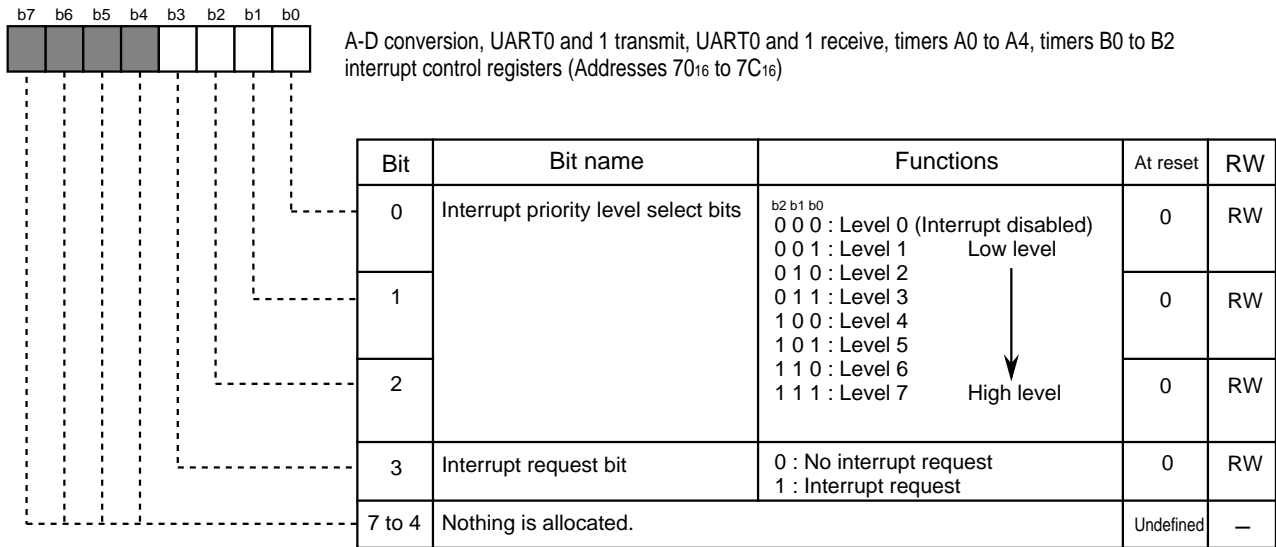 b7 b6 b5 b4 b3 b2 b1 b0
A-D conversion, UART0 and 1 transmit, UART0 and 1 receive, timers A0 to A4, timers B0 to B2
interrupt control registers (Addresses 7016 to 7C16)
Bit Bit name Functions At reset RW
0 Interrupt priority level select bits b2 b1 b0 0 RW
0 0 0 : Level 0 (Interrupt disabled)
0 0 1 : Level 1 Low level
0 1 0 : Level 2
1 0 1 1 : Level 3 0 RW
1 0 0 : Level 4
1 0 1 : Level 5
1 1 0 : Level 6
2 1 1 1 : Level 7 High level 0 RW
3 Interrupt request bit 0 : No interrupt request 0 RW
1 : Interrupt request
7 to 4 Nothing is allocated. Undefined –